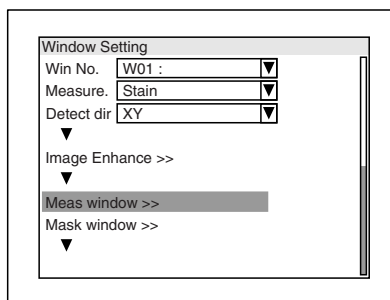 Window Setting
Win No. W01 :
Measure. Stain
Detect dir XY
Image Enhance >>
Meas window >>
Mask window >>